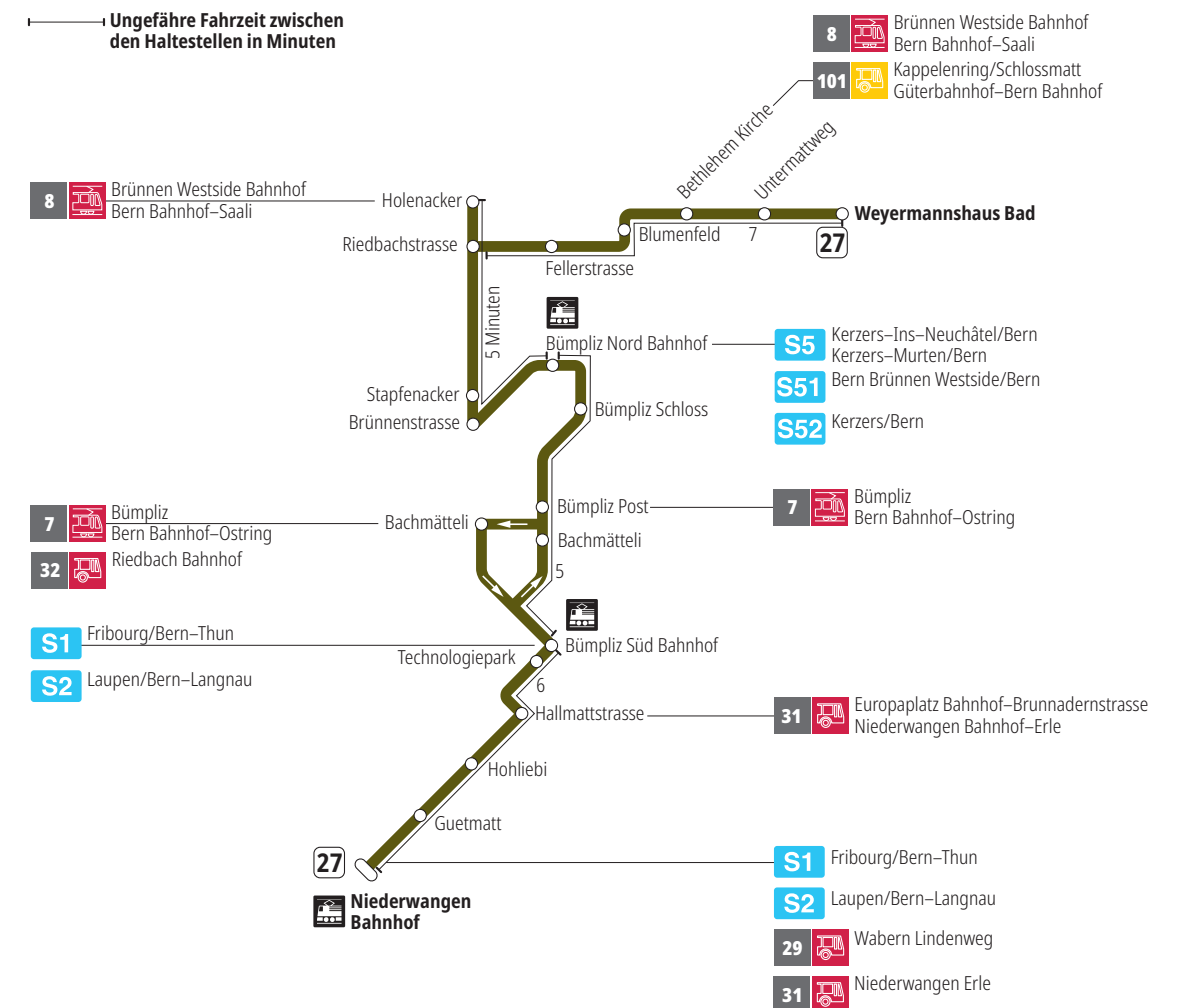 Ungefähre Fahrzeit zwischen
den Haltestellen in Minuten
8 Brünnen Westside Bahnhof
Bern Bahnhof–Saali
101 Kappelenring/Schlossmatt
Güterbahnhof–Bern Bahnhof
Bethlehem Kirche
Untermattweg
8 Brünnen Westside Bahnhof
Bern Bahnhof–Saali
Holenacker
Weyermannshaus Bad
27
Riedbachstrasse
Blumenfeld
7
Fellerstrasse
5 Minuten
Bümpliz Nord Bahnhof
S5 Kerzers–Ins–Neuchâtel/Bern
Kerzers–Murten/Bern
S51 Bern Brünnen Westside/Bern
S52 Kerzers/Bern
Stapfenacker
Brünnenstrasse
Bümpliz Schloss
7 Bümpliz
Bern Bahnhof–Ostring
32 Riedbach Bahnhof
Bachmätteli
Bümpliz Post
7 Bümpliz
Bern Bahnhof–Ostring
Bachmätteli
5
S1 Fribourg/Bern–Thun
S2 Laupen/Bern–Langnau
Bümpliz Süd Bahnhof
Technologiepark
6
Hallmattstrasse
31 Europaplatz Bahnhof–Brunnadernstrasse
Niederwangen Bahnhof–Erle
Hohliebi
Guetmatt
27
Niederwangen
Bahnhof
S1 Fribourg/Bern–Thun
S2 Laupen/Bern–Langnau
29 Wabern Lindenweg
31 Niederwangen Erle